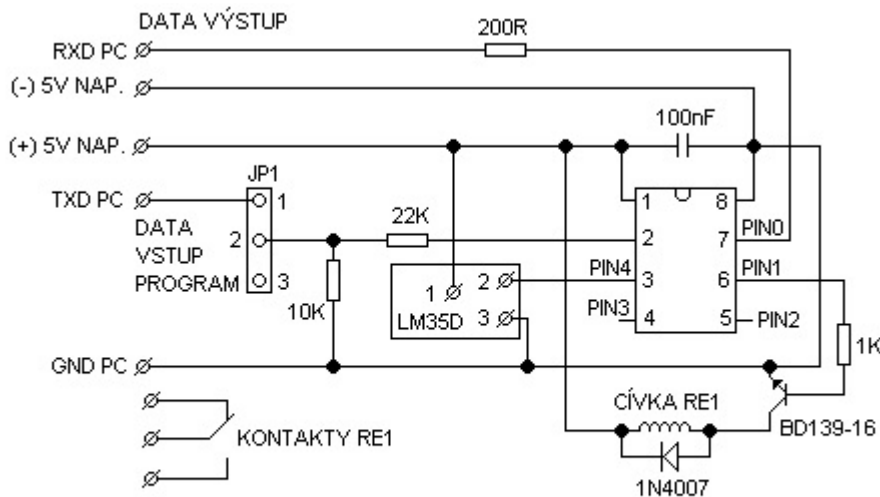 DATA VÝSTUP
200R
RXD PC
(-) 5V NAP.
100nF
(+) 5V NAP.
JP1
TXD PC
1
1
8
DATA
22K
PIN0
VSTUP
2
2
7
PROGRAM
3
PIN4
PIN1
1
2
3
6
10K
LM35D
3
PIN3
4
5
PIN2
1K
GND PC
CÍVKA RE1
BD139-16
KONTAKTY RE1
1N4007